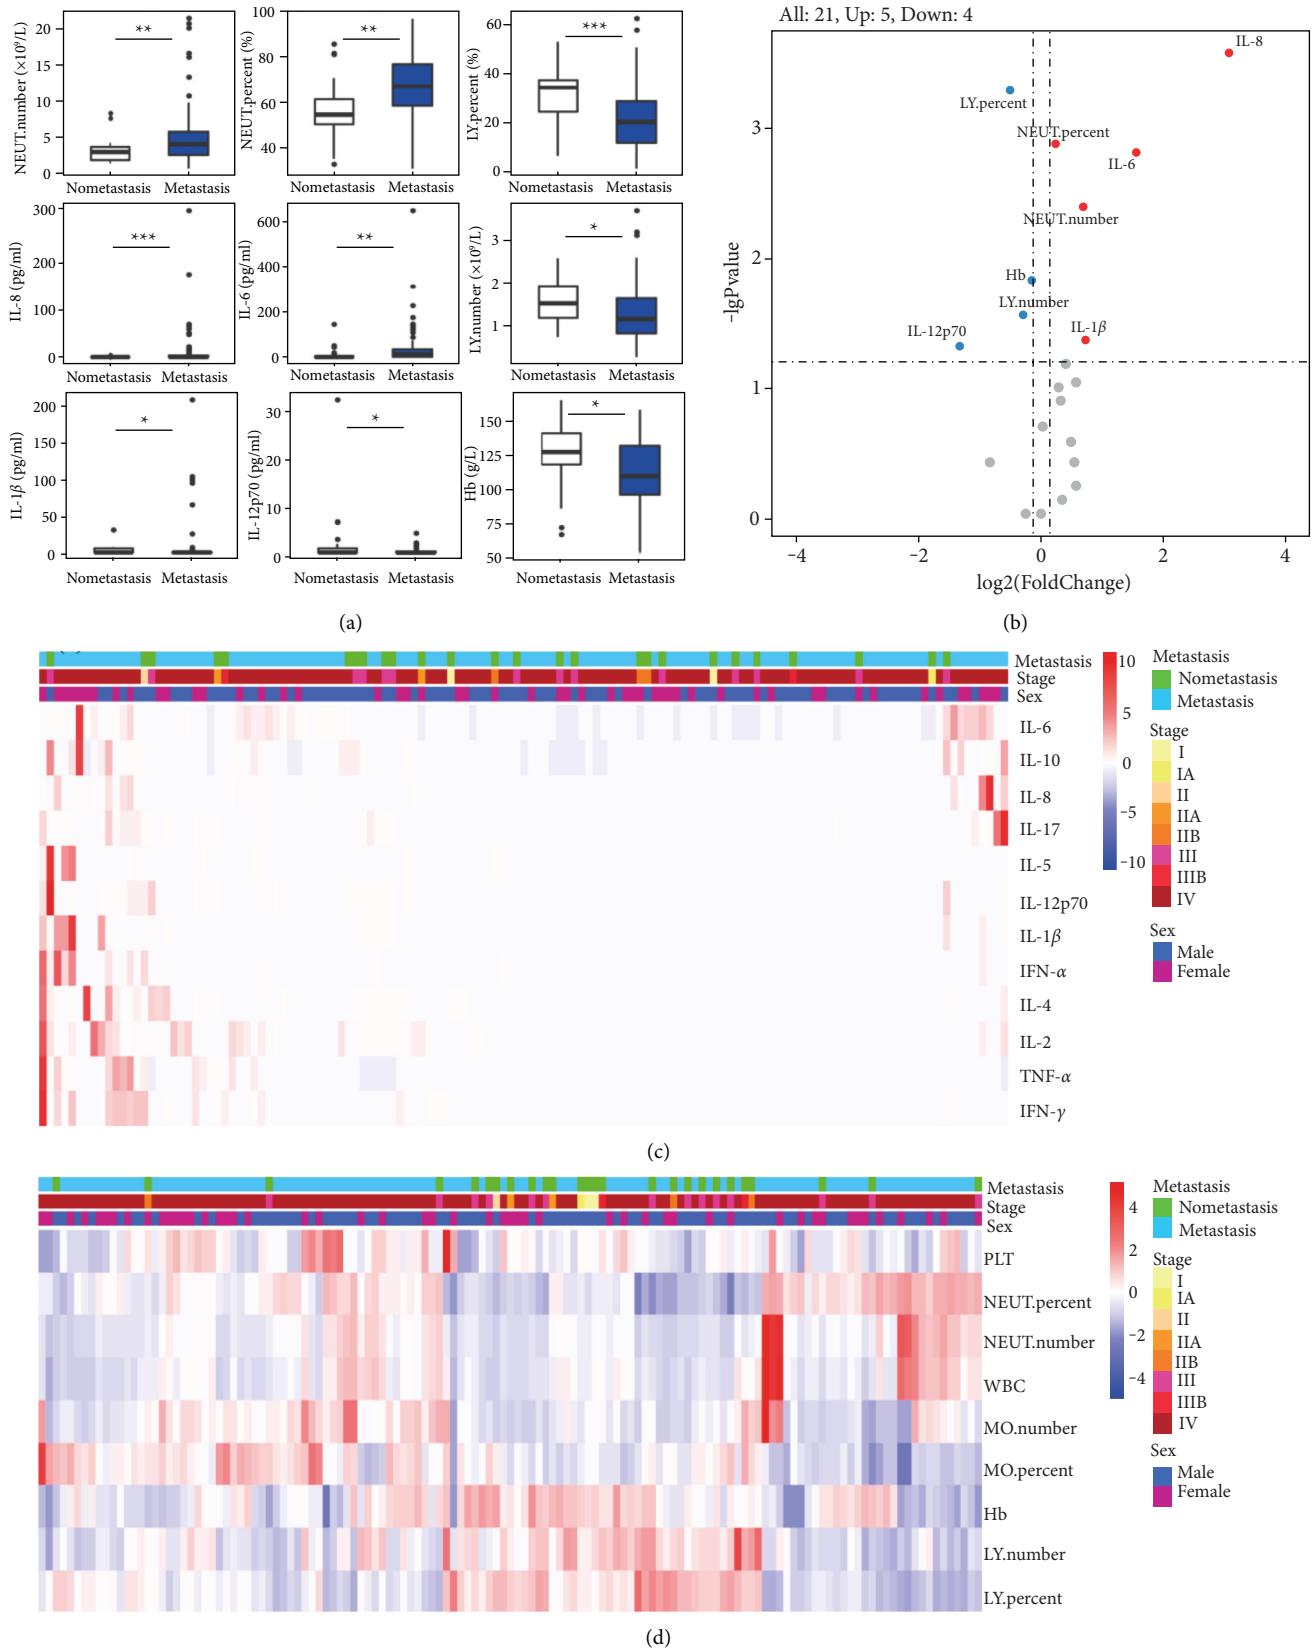 NEUT.number (×10⁹/L)
20
15
10
5
0
**
Nometastasis Metastasis
NEUT.percent (%)
100
80
60
40
**
Nometastasis Metastasis
LY.percent (%)
60
40
20
0
***
Nometastasis Metastasis
IL-8 (pg/ml)
300
200
100
0
***
Nometastasis Metastasis
IL-6 (pg/ml)
600
400
200
0
**
Nometastasis Metastasis
LY.number (×10⁹/L)
3
2
1
*
Nometastasis Metastasis
IL-1β (pg/ml)
200
150
100
50
0
*
Nometastasis Metastasis
IL-12p70 (pg/ml)
30
20
10
0
*
Nometastasis Metastasis
Hb (g/L)
150
125
100
75
50
*
Nometastasis Metastasis
(a)
All: 21, Up: 5, Down: 4
-lgPvalue
3
2
1
0
IL-8
LY.percent
NEUT.percent
IL-6
NEUT.number
Hb
LY.number
IL-12p70
IL-1β
−4 −2 0 2 4
log2(FoldChange)
(b)
Metastasis
Stage
Sex
IL-6
IL-10
IL-8
IL-17
IL-5
IL-12p70
IL-1β
IFN-α
IL-4
IL-2
TNF-α
IFN-γ
10
5
0
−5
−10
Metastasis
Nometastasis
Metastasis
Stage
I
IA
II
IIA
IIB
III
IIIB
IV
Sex
Male
Female
(c)
Metastasis
Stage
Sex
PLT
NEUT.percent
NEUT.number
WBC
MO.number
MO.percent
Hb
LY.number
LY.percent
4
2
0
−2
−4
Metastasis
Nometastasis
Metastasis
Stage
I
IA
II
IIA
IIB
III
IIIB
IV
Sex
Male
Female
(d)